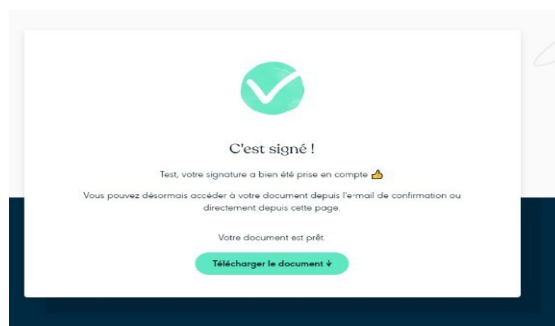 C'est signé !
Test, votre signature a bien été prise en compte 👍
Vous pouvez désormais accéder à votre document depuis l'e-mail de confirmation ou
directement depuis cette page.
Votre document est prêt.
Télécharger le document ↓